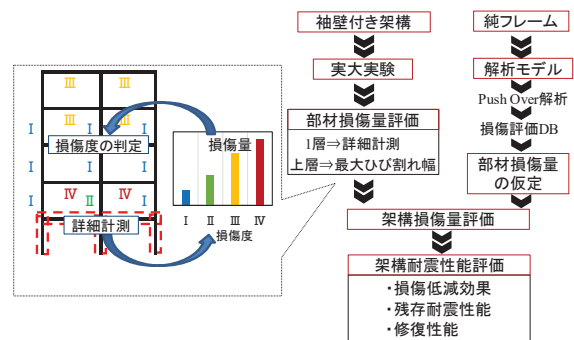 III
III
III
III
I
I
I
損傷度の判定
I
I
I
IV
IV
I
II
I
I
詳細計測
損傷量
I
II
III
IV
損傷度
袖壁付き架構
実大実験
部材損傷量評価
1層⇒詳細計測
上層⇒最大ひび割れ幅
純フレーム
解析モデル
Push Over解析
損傷評価DB
部材損傷量
の仮定
架構損傷量評価
架構耐震性能評価
・損傷低減効果
・残存耐震性能
・修復性能